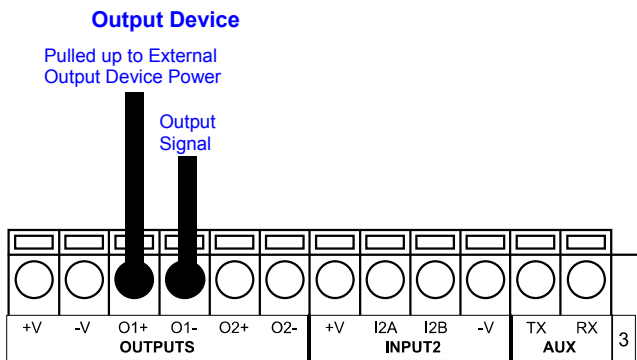 Output Device
Pulled up to External
Output Device Power
Output
Signal
+V -V O1+ O1- O2+ O2- +V I2A I2B -V TX RX
OUTPUTS INPUT2 AUX 3